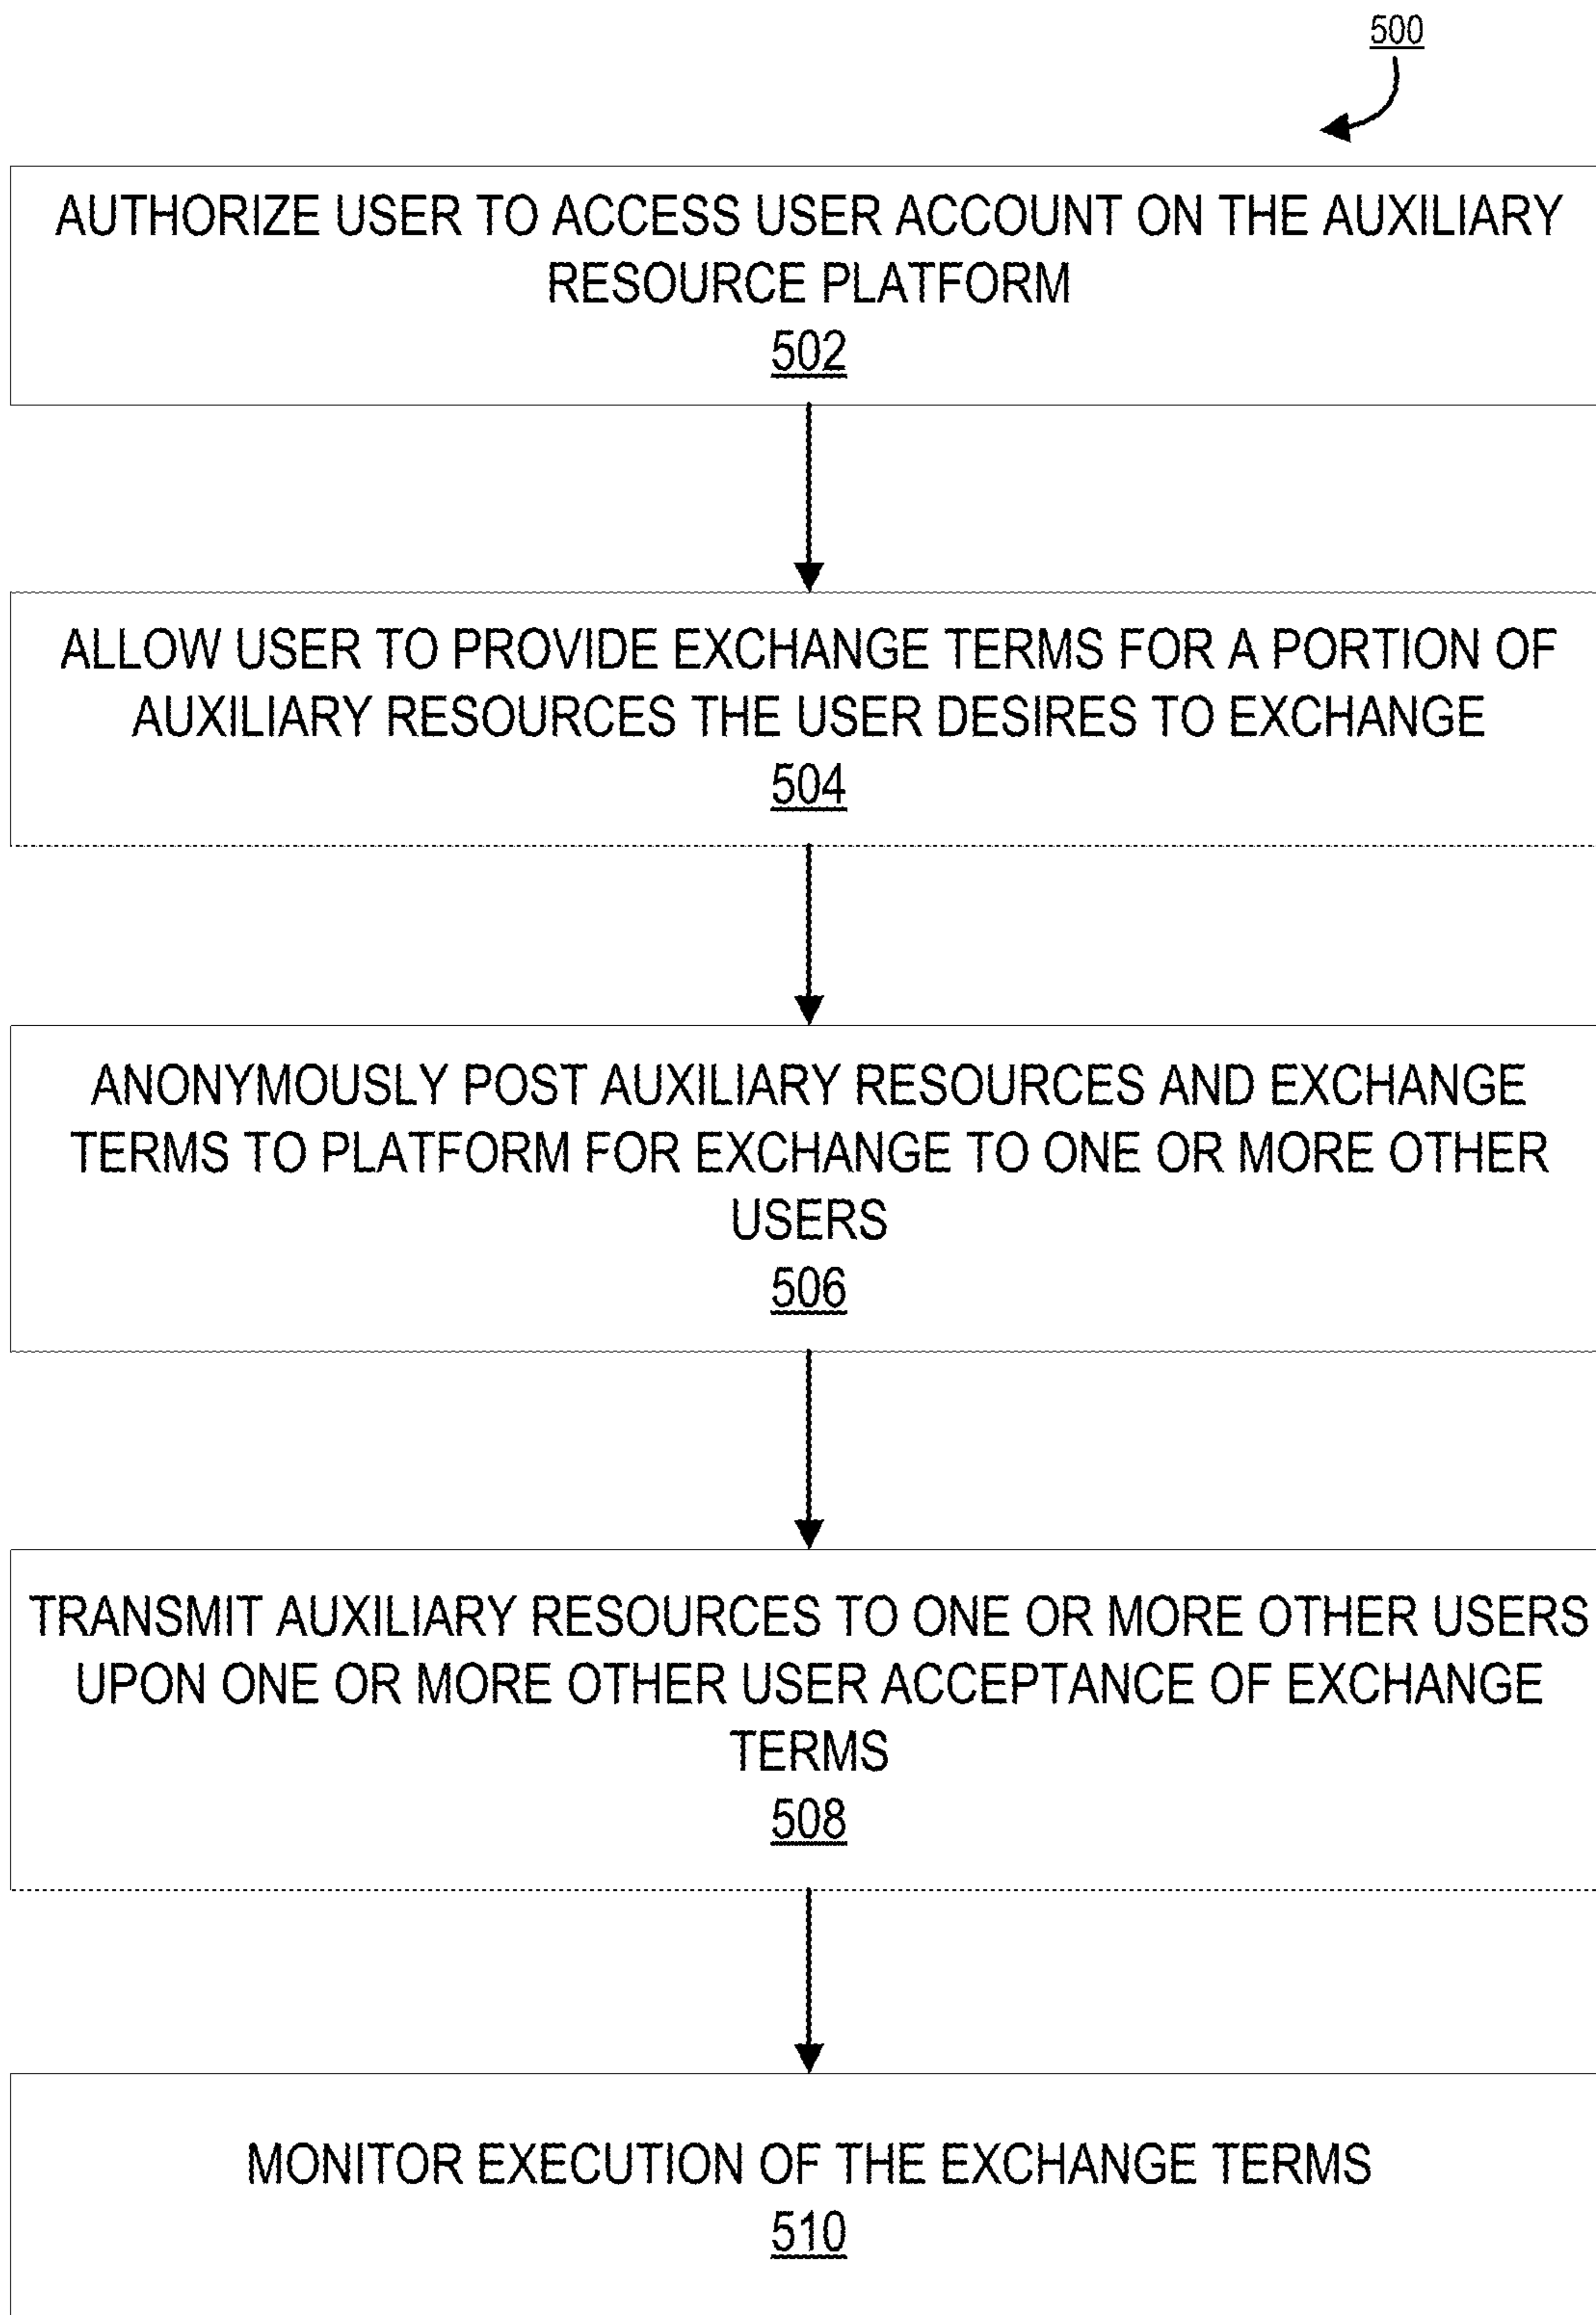 500
AUTHORIZE USER TO ACCESS USER ACCOUNT ON THE AUXILIARY
RESOURCE PLATFORM
502
ALLOW USER TO PROVIDE EXCHANGE TERMS FOR A PORTION OF
AUXILIARY RESOURCES THE USER DESIRES TO EXCHANGE
504
ANONYMOUSLY POST AUXILIARY RESOURCES AND EXCHANGE
TERMS TO PLATFORM FOR EXCHANGE TO ONE OR MORE OTHER
USERS
506
TRANSMIT AUXILIARY RESOURCES TO ONE OR MORE OTHER USERS
UPON ONE OR MORE OTHER USER ACCEPTANCE OF EXCHANGE
TERMS
508
MONITOR EXECUTION OF THE EXCHANGE TERMS
510